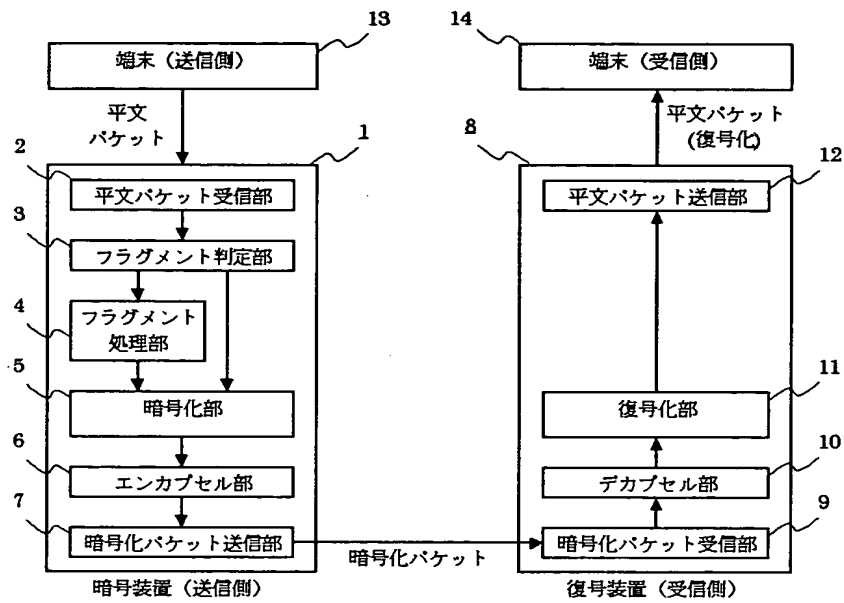 13
端末（送信側）
平文
パケット
1
2
平文パケット受信部
3
フラグメント判定部
4
フラグメント
処理部
5
暗号化部
6
エンカプセル部
7
暗号化パケット送信部
暗号装置（送信側）
暗号化パケット
14
端末（受信側）
平文パケット
(復号化)
8
12
平文パケット送信部
11
復号化部
10
デカプセル部
9
暗号化パケット受信部
復号装置（受信側）